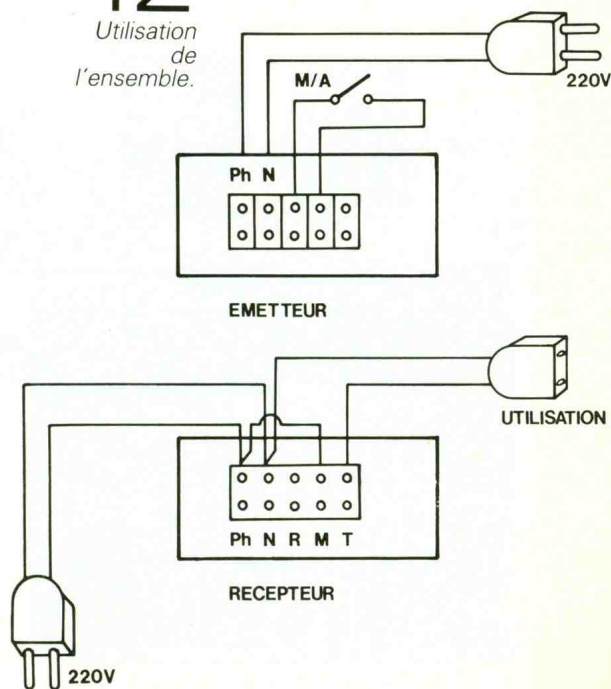 Utilisation
de
l'ensemble.
220V
M/A
Ph N
EMETTEUR
UTILISATION
Ph N R M T
RECEPTEUR
220V